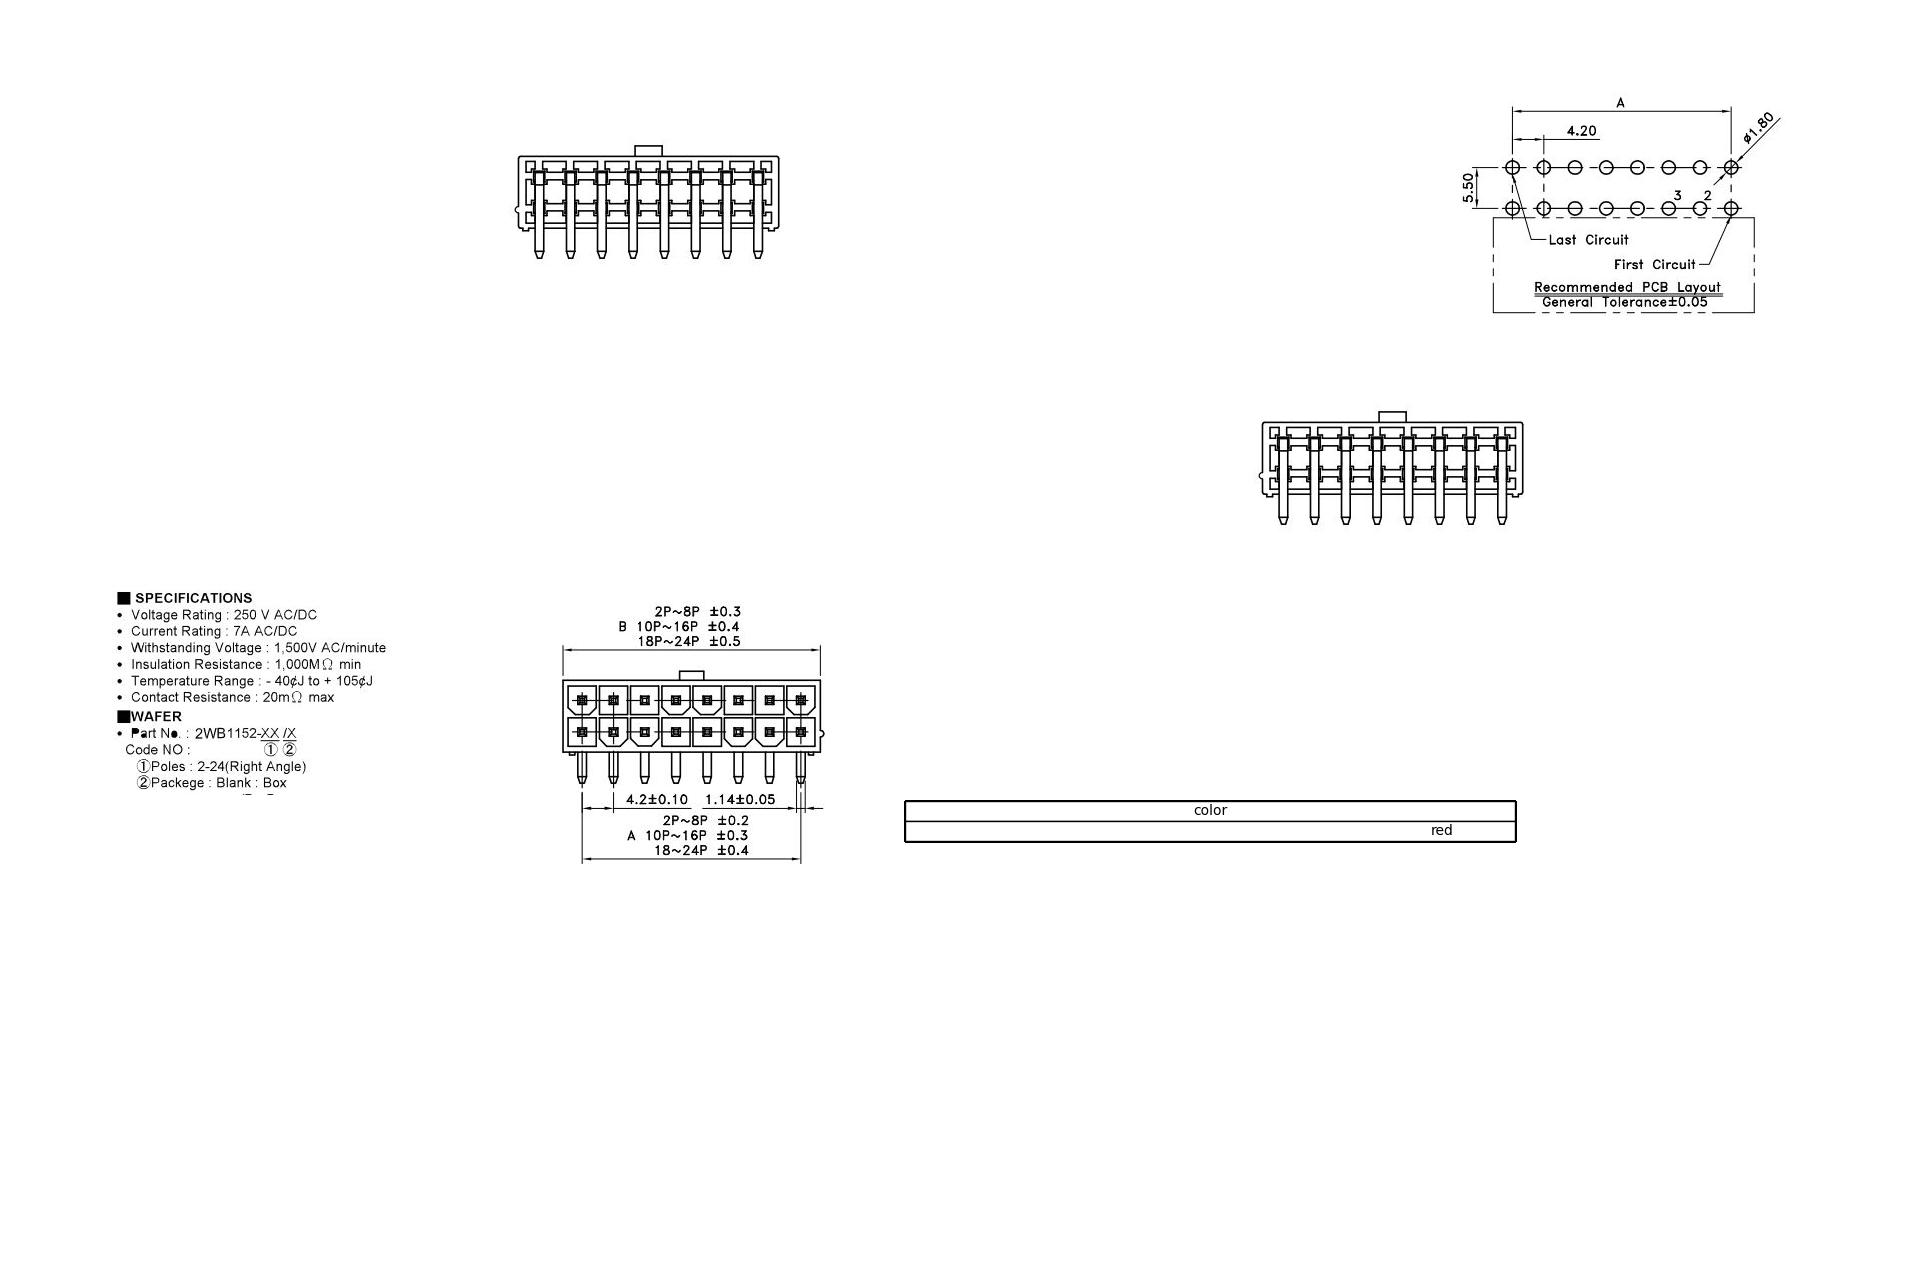 A
4.20
ø1.80
5.50
3 2
Last Circuit
First Circuit
Recommended PCB Layout
General Tolerance±0.05
■ SPECIFICATIONS
• Voltage Rating : 250 V AC/DC
• Current Rating : 7A AC/DC
• Withstanding Voltage : 1,500V AC/minute
• Insulation Resistance : 1,000MΩ min
• Temperature Range : - 40¢J to + 105¢J
• Contact Resistance : 20mΩ max
■WAFER
• Part No. : 2WB1152-XX /X
Code NO : ① ②
①Poles : 2-24(Right Angle)
②Packege : Blank : Box
2P~8P ±0.3
B 10P~16P ±0.4
18P~24P ±0.5
4.2±0.10 1.14±0.05
2P~8P ±0.2
A 10P~16P ±0.3
18~24P ±0.4
color
red